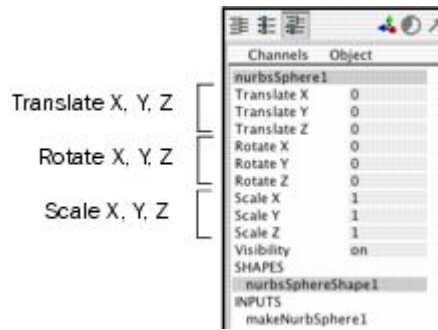 Channels Object
nurbsSphere1
Translate X, Y, Z
Translate X 0
Translate Y 0
Translate Z 0
Rotate X, Y, Z
Rotate X 0
Rotate Y 0
Rotate Z 0
Scale X, Y, Z
Scale X 1
Scale Y 1
Scale Z 1
Visibility on
SHAPES
nurbsSphereShape1
INPUTS
makeNurbSphere1